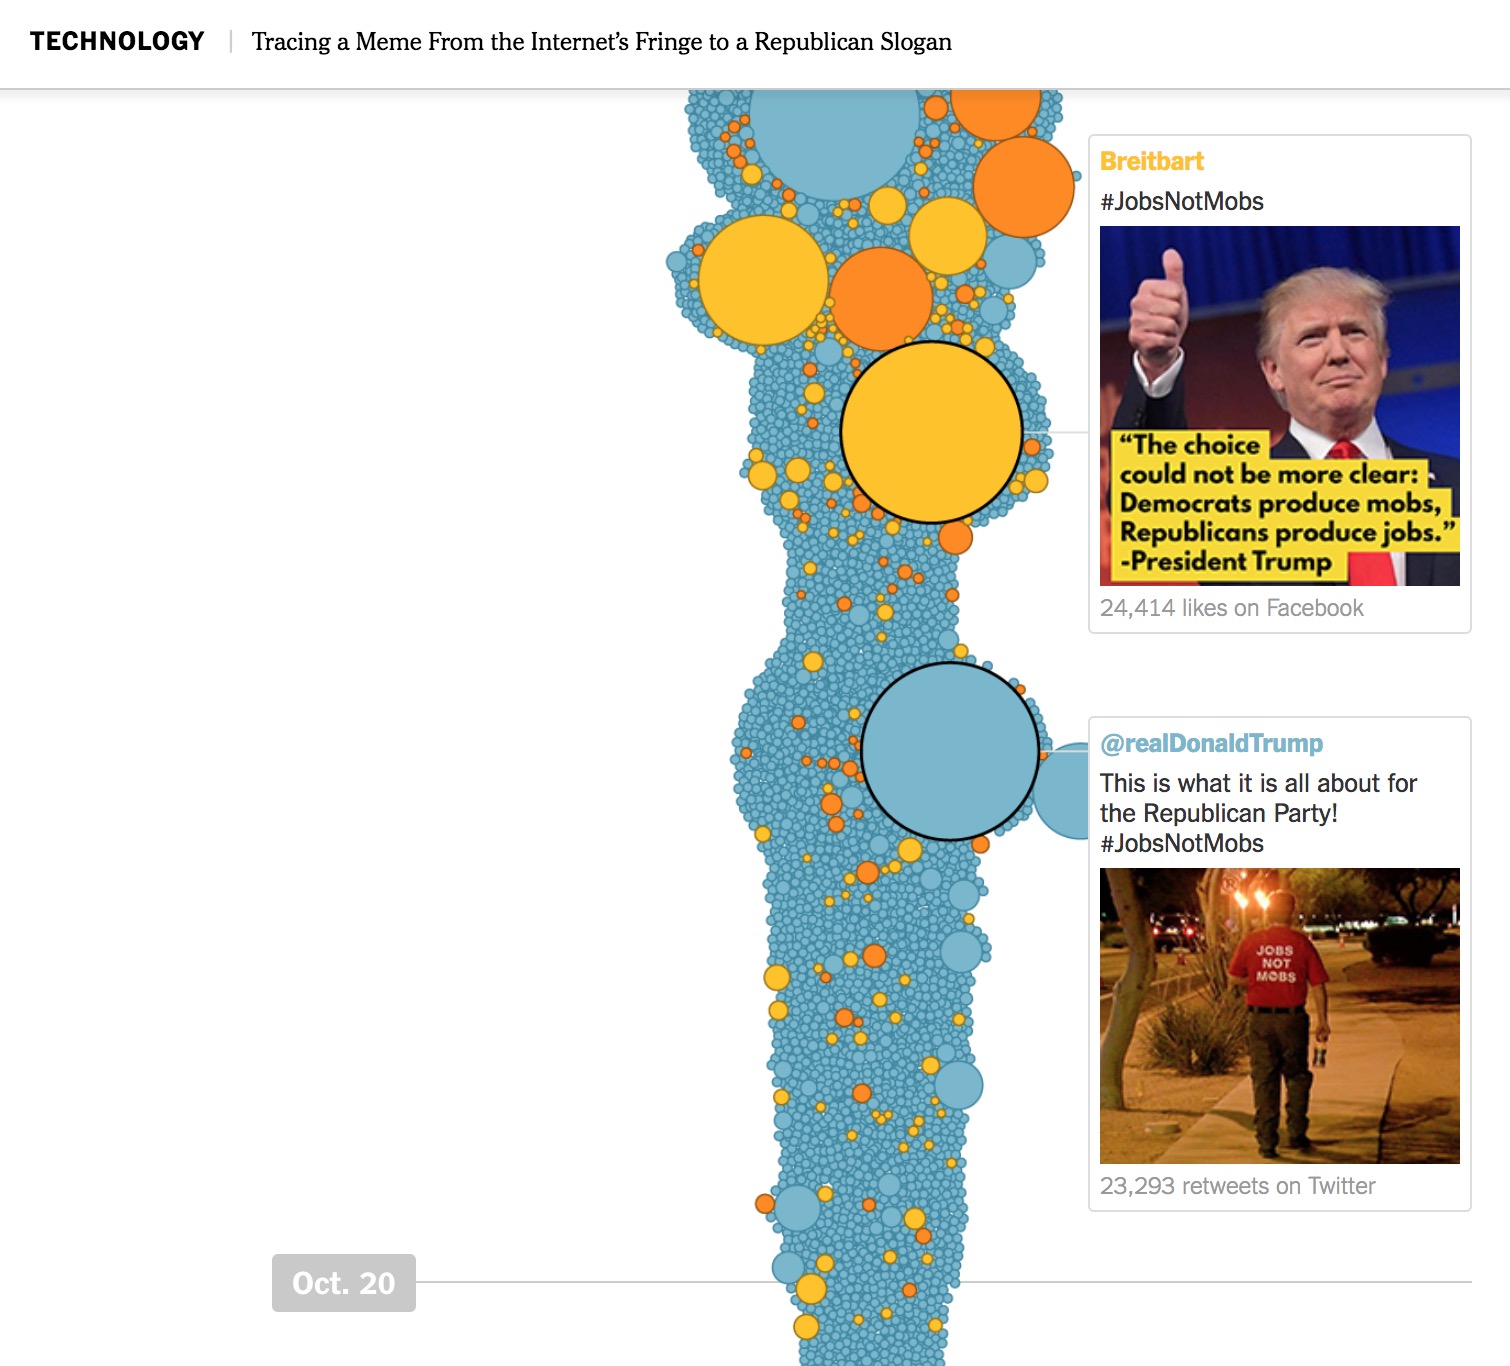 TECHNOLOGY | Tracing a Meme From the Internet’s Fringe to a Republican Slogan
Breitbart
#JobsNotMobs
“The choice
could not be more clear:
Democrats produce mobs,
Republicans produce jobs.”
-President Trump
24,414 likes on Facebook
@realDonaldTrump
This is what it is all about for
the Republican Party!
#JobsNotMobs
JOBS
NOT
MOBS
23,293 retweets on Twitter
Oct. 20